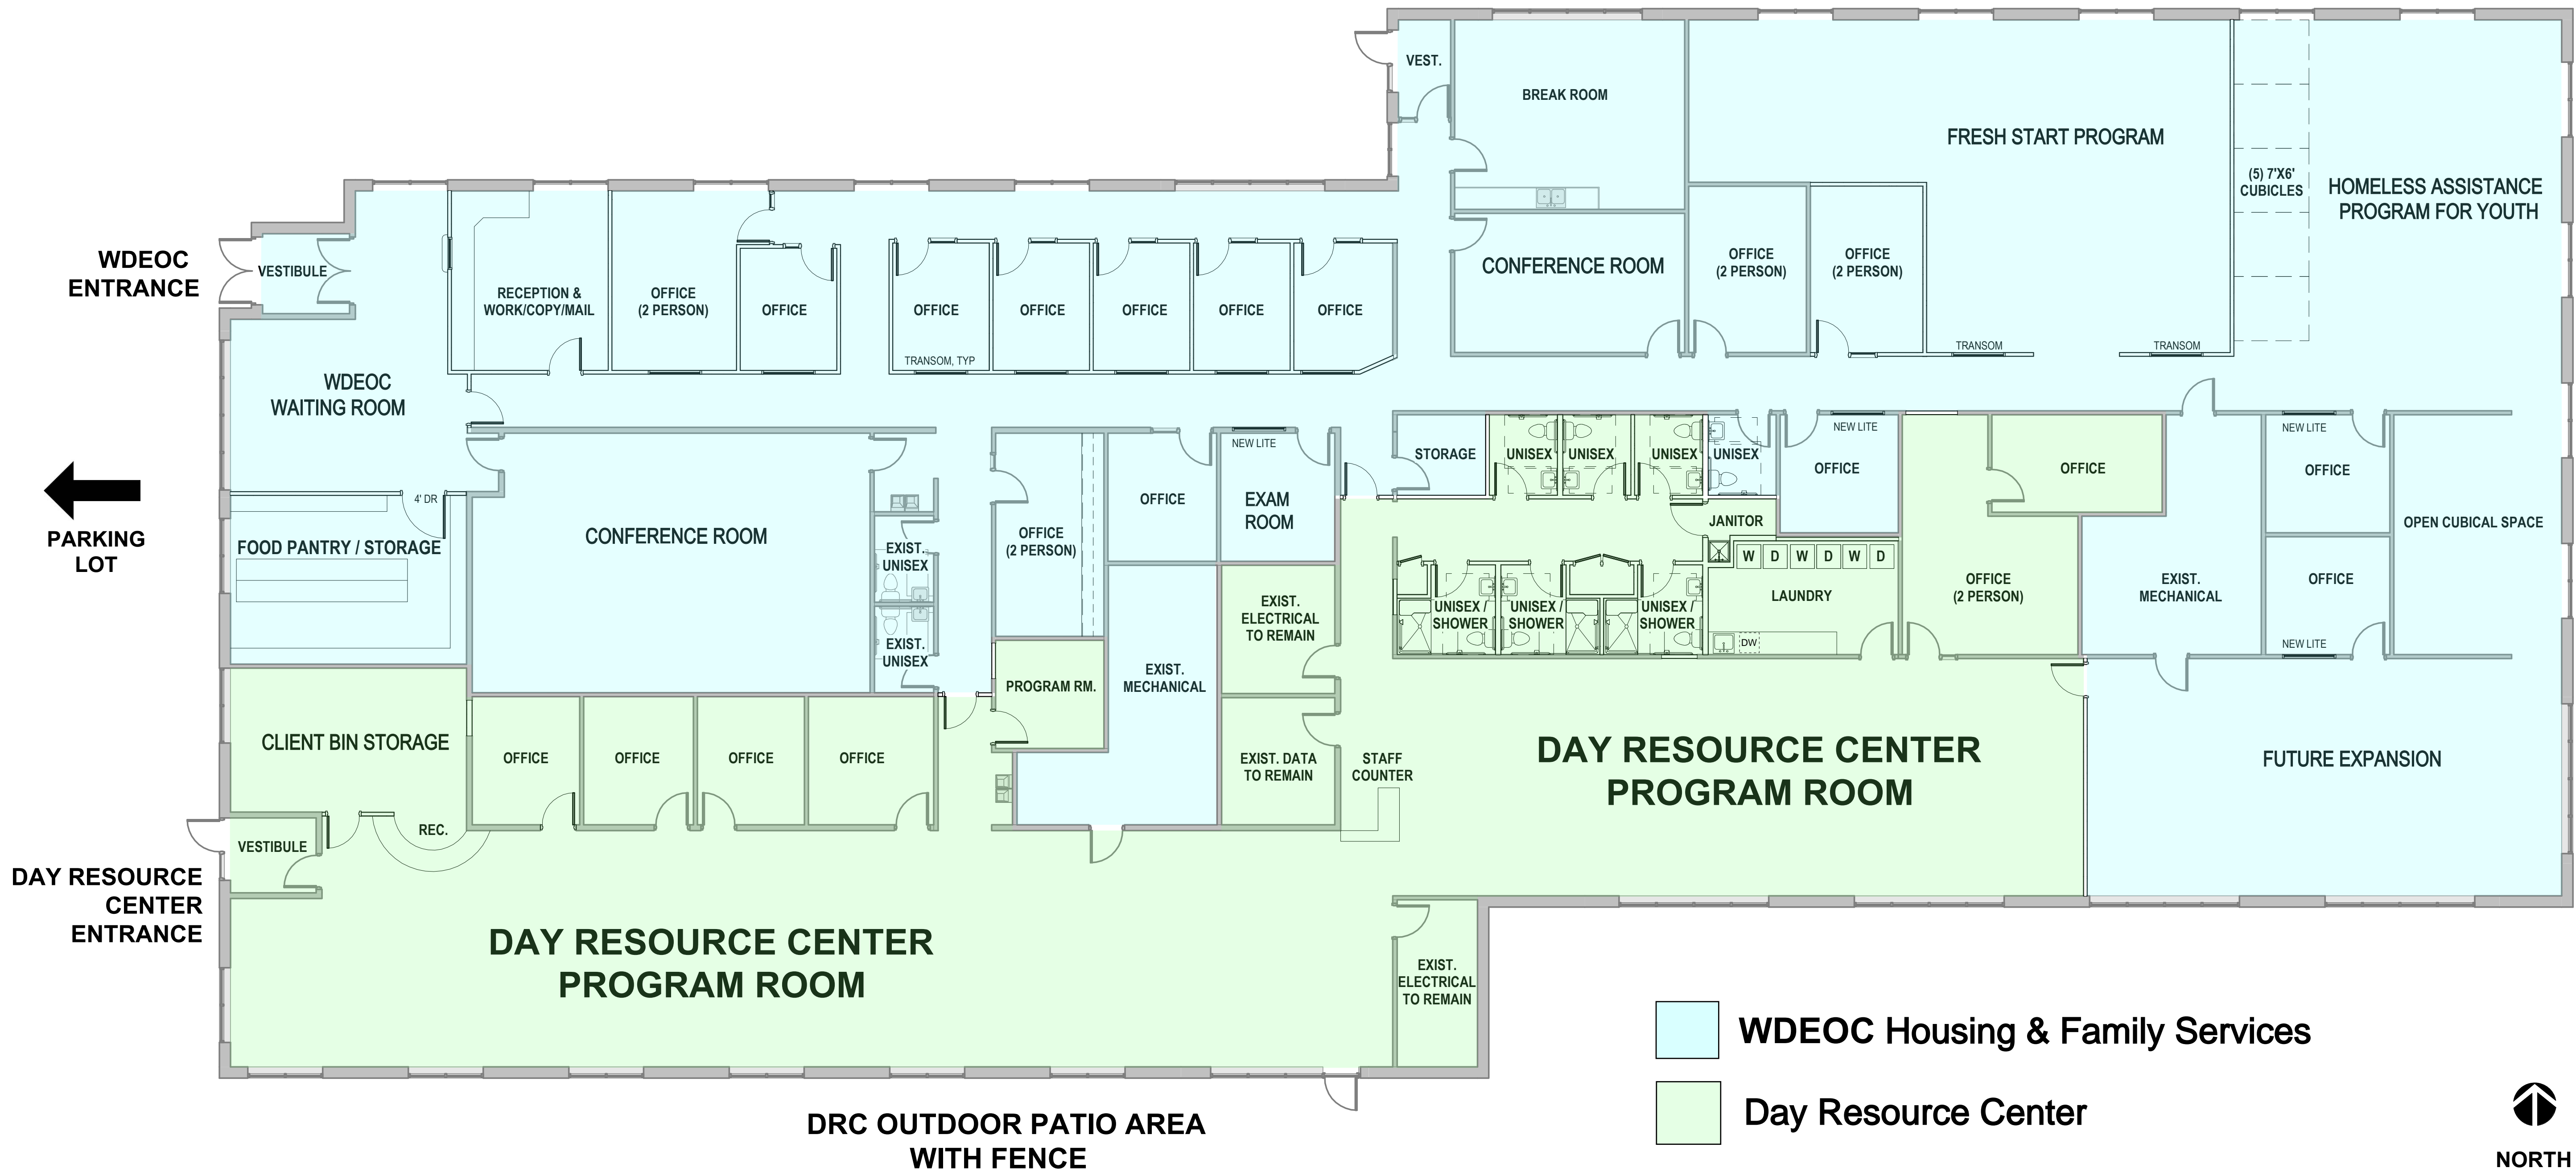 VEST.
BREAK ROOM
FRESH START PROGRAM
(5) 7'X6'
CUBICLES
HOMELESS ASSISTANCE
PROGRAM FOR YOUTH
WDEOC
ENTRANCE
VESTIBULE
RECEPTION &
WORK/COPY/MAIL
OFFICE
(2 PERSON)
OFFICE
OFFICE
TRANSOM, TYP
OFFICE
OFFICE
OFFICE
OFFICE
CONFERENCE ROOM
OFFICE
(2 PERSON)
OFFICE
(2 PERSON)
TRANSOM
TRANSOM
WDEOC
WAITING ROOM
PARKING
LOT
4' DR
FOOD PANTRY / STORAGE
CONFERENCE ROOM
EXIST.
UNISEX
EXIST.
UNISEX
OFFICE
(2 PERSON)
OFFICE
NEW LITE
EXAM
ROOM
STORAGE
UNISEX
UNISEX
UNISEX
UNISEX
NEW LITE
OFFICE
OFFICE
NEW LITE
OFFICE
OPEN CUBICAL SPACE
JANITOR
W D W D W D
LAUNDRY
DW
UNISEX /
SHOWER
UNISEX /
SHOWER
UNISEX /
SHOWER
OFFICE
(2 PERSON)
EXIST.
MECHANICAL
OFFICE
NEW LITE
EXIST.
ELECTRICAL
TO REMAIN
EXIST.
MECHANICAL
PROGRAM RM.
CLIENT BIN STORAGE
OFFICE
OFFICE
OFFICE
OFFICE
EXIST. DATA
TO REMAIN
STAFF
COUNTER
DAY RESOURCE CENTER
PROGRAM ROOM
FUTURE EXPANSION
REC.
VESTIBULE
DAY RESOURCE
CENTER
ENTRANCE
DAY RESOURCE CENTER
PROGRAM ROOM
EXIST.
ELECTRICAL
TO REMAIN
WDEOC Housing & Family Services
Day Resource Center
DRC OUTDOOR PATIO AREA
WITH FENCE
NORTH